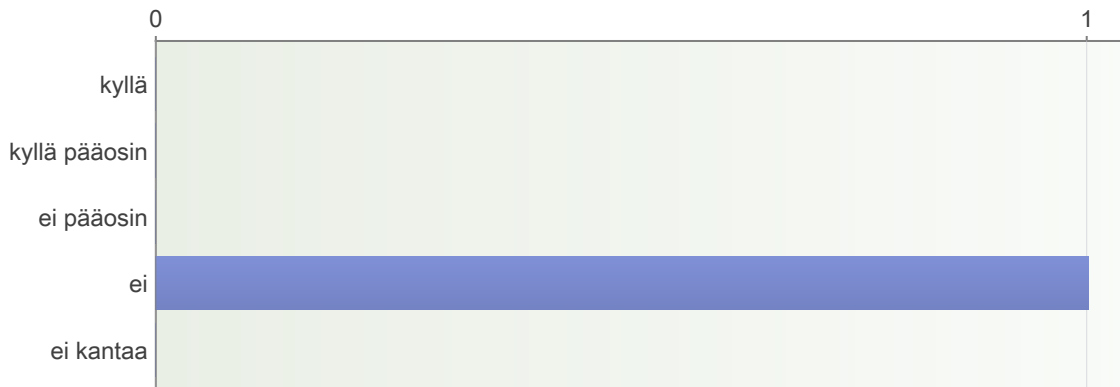 0 1
kyllä
kyllä pääosin
ei pääosin
ei
ei kantaa